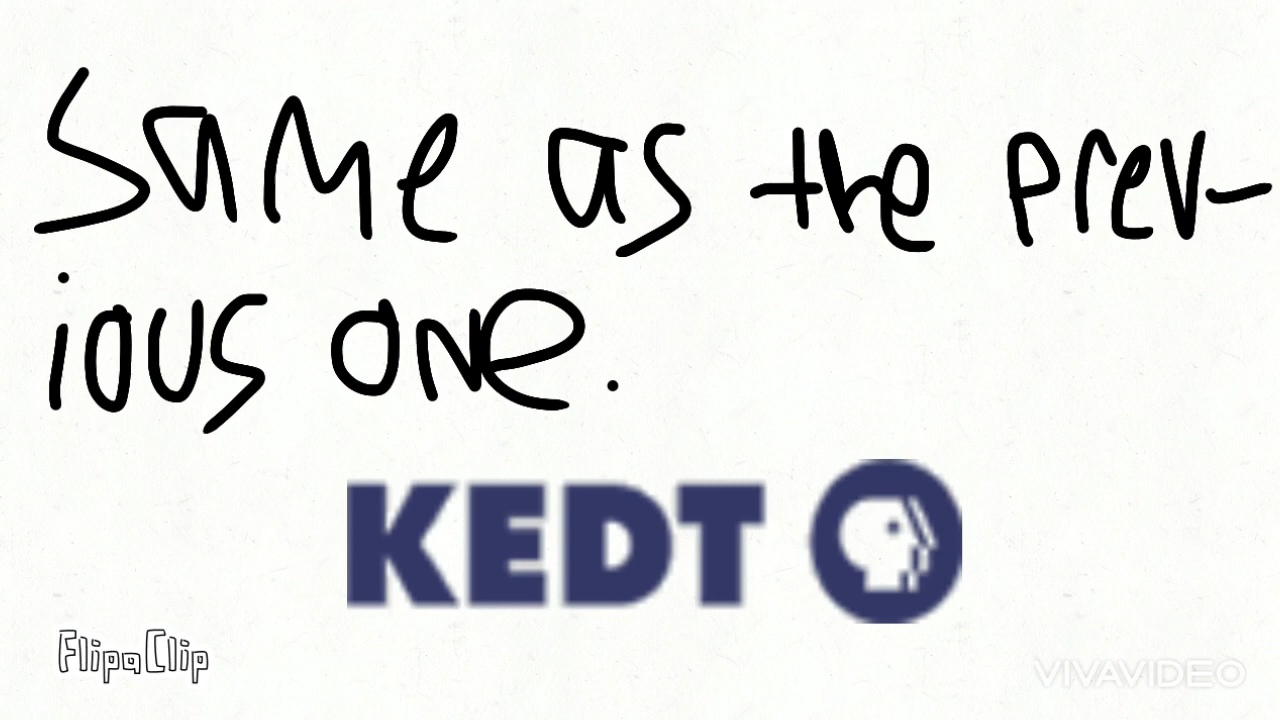 Same as the prev-
ious one.
KEDT
FlipaClip
VIVAVIDEO